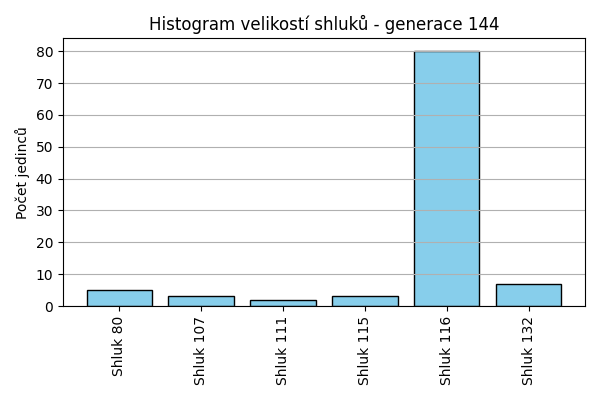 Histogram velikostí shluků - generace 144
Počet jedinců
80
70
60
50
40
30
20
10
0
Shluk 80
Shluk 107
Shluk 111
Shluk 115
Shluk 116
Shluk 132